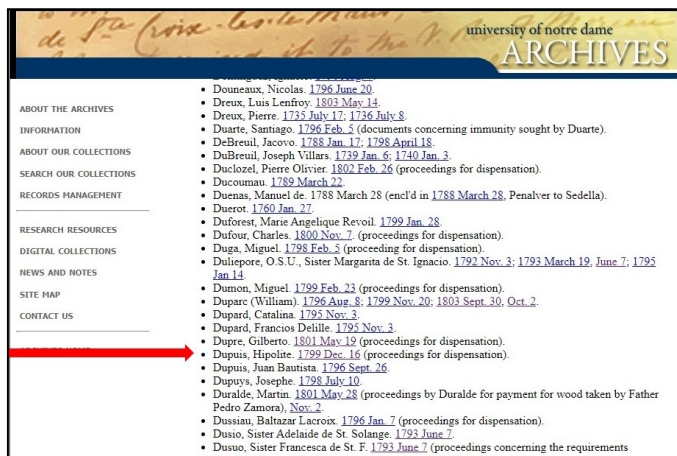 de Ste Croix
to the
university of notre dame
ARCHIVES
ABOUT THE ARCHIVES
INFORMATION
ABOUT OUR COLLECTIONS
SEARCH OUR COLLECTIONS
RECORDS MANAGEMENT
RESEARCH RESOURCES
DIGITAL COLLECTIONS
NEWS AND NOTES
SITE MAP
CONTACT US
• Douneaux, Nicolas. 1796 June 20.
• Dreux, Luis Lenfroy. 1803 May 14.
• Dreux, Pierre. 1735 July 17; 1736 July 8.
• Duarte, Santiago. 1796 Feb. 5 (documents concerning immunity sought by Duarte).
• DeBreuil, Jacovo. 1788 Jan. 17; 1798 April 18.
• DuBreuil, Joseph Villars. 1739 Jan. 6; 1740 Jan. 3.
• Duclozel, Pierre Olivier. 1802 Feb. 26 (proceedings for dispensation).
• Ducoumau. 1789 March 22.
• Duenas, Manuel de. 1788 March 28 (encl'd in 1788 March 28, Penalver to Sedella).
• Duerot. 1760 Jan. 27.
• Duforest, Marie Angelique Revoil. 1799 Jan. 28.
• Dufour, Charles. 1800 Nov. 7. (proceedings for dispensation).
• Duga, Miguel. 1798 Feb. 5 (proceeding for dispensation).
• Duliepore, O.S.U., Sister Margarita de St. Ignacio. 1792 Nov. 3; 1793 March 19, June 7; 1795
Jan 14.
• Dumon, Miguel. 1799 Feb. 23 (proceedings for dispensation).
• Duparc (William). 1796 Aug. 8; 1799 Nov. 20; 1803 Sept. 30, Oct. 2.
• Dupard, Catalina. 1795 Nov. 3.
• Dupard, Francios Delille. 1795 Nov. 3.
• Dupre, Gilberto. 1801 May 19 (proceedings for dispensation).
• Dupuis, Hipolite. 1799 Dec. 16 (proceedings for dispensation).
• Dupuis, Juan Bautista. 1796 Sept. 26.
• Dupuys, Josephe. 1798 July 10.
• Duralde, Martin. 1801 May 28 (proceedings by Duralde for payment for wood taken by Father
Pedro Zamora), Nov. 2.
• Dussiau, Baltazar Lacroix. 1796 Jan. 7 (proceedings for dispensation).
• Dusio, Sister Adelaide de St. Solange. 1793 June 7.
• Dusuo, Sister Francesca de St. F. 1793 June 7 (proceedings concerning the requirements